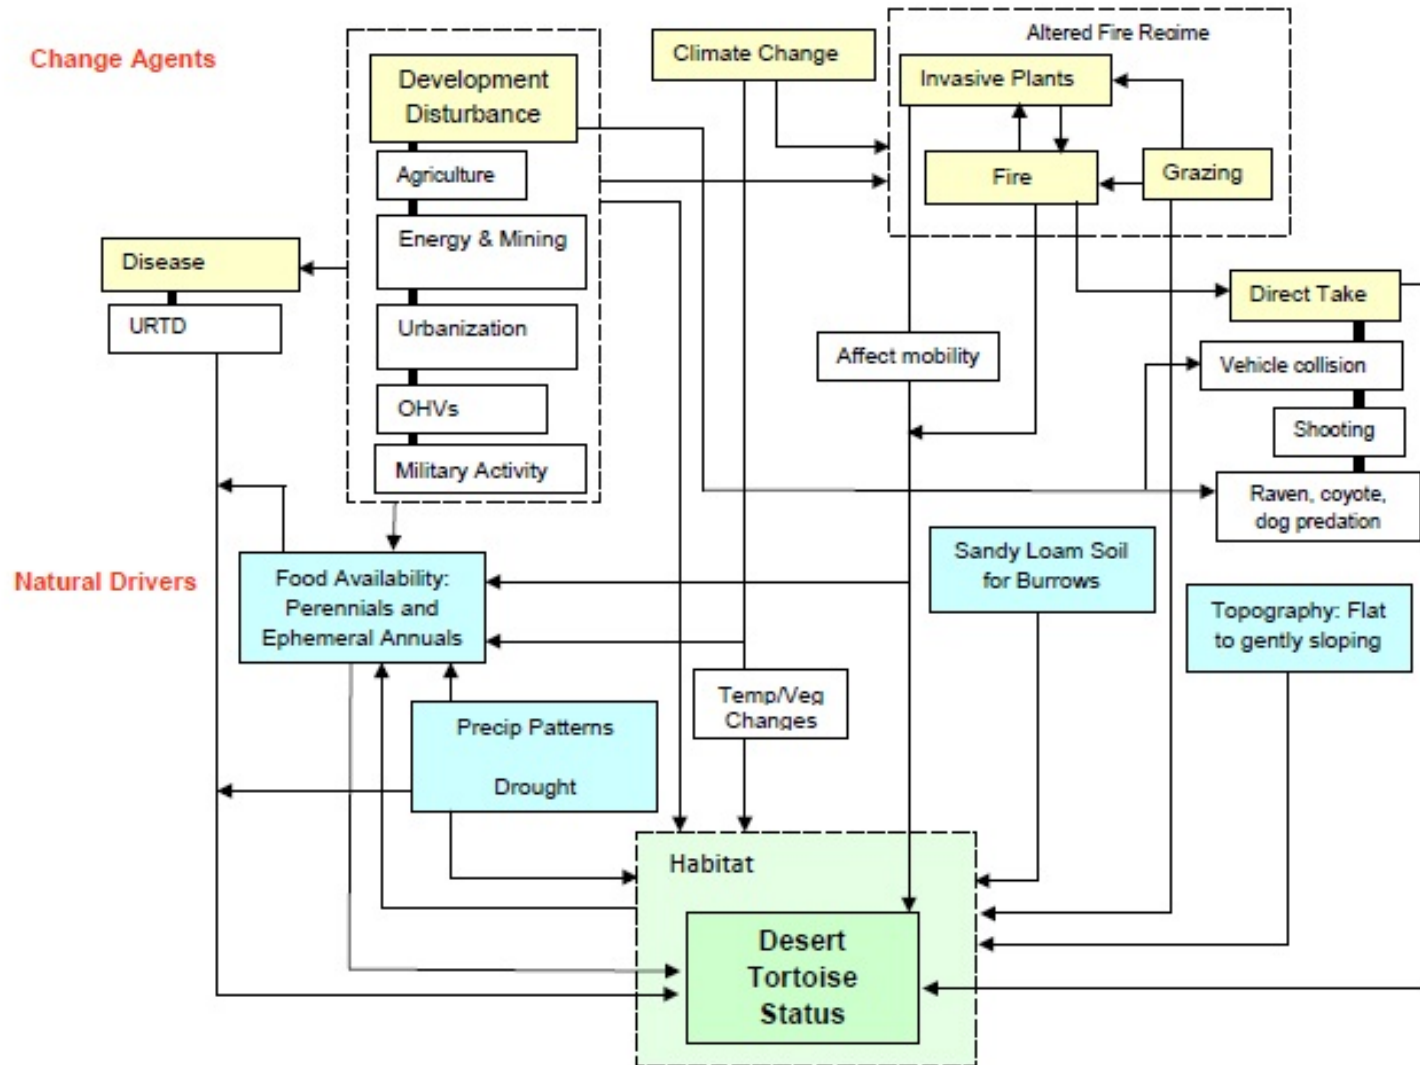 Change Agents
Development
Disturbance
Agriculture
Energy & Mining
Urbanization
OHVs
Military Activity
Disease
URTD
Climate Change
Altered Fire Regime
Invasive Plants
Fire
Grazing
Direct Take
Vehicle collision
Shooting
Raven, coyote,
dog predation
Affect mobility
Natural Drivers
Food Availability:
Perennials and
Ephemeral Annuals
Sandy Loam Soil
for Burrows
Topography: Flat
to gently sloping
Precip Patterns
Drought
Temp/Veg
Changes
Habitat
Desert
Tortoise
Status